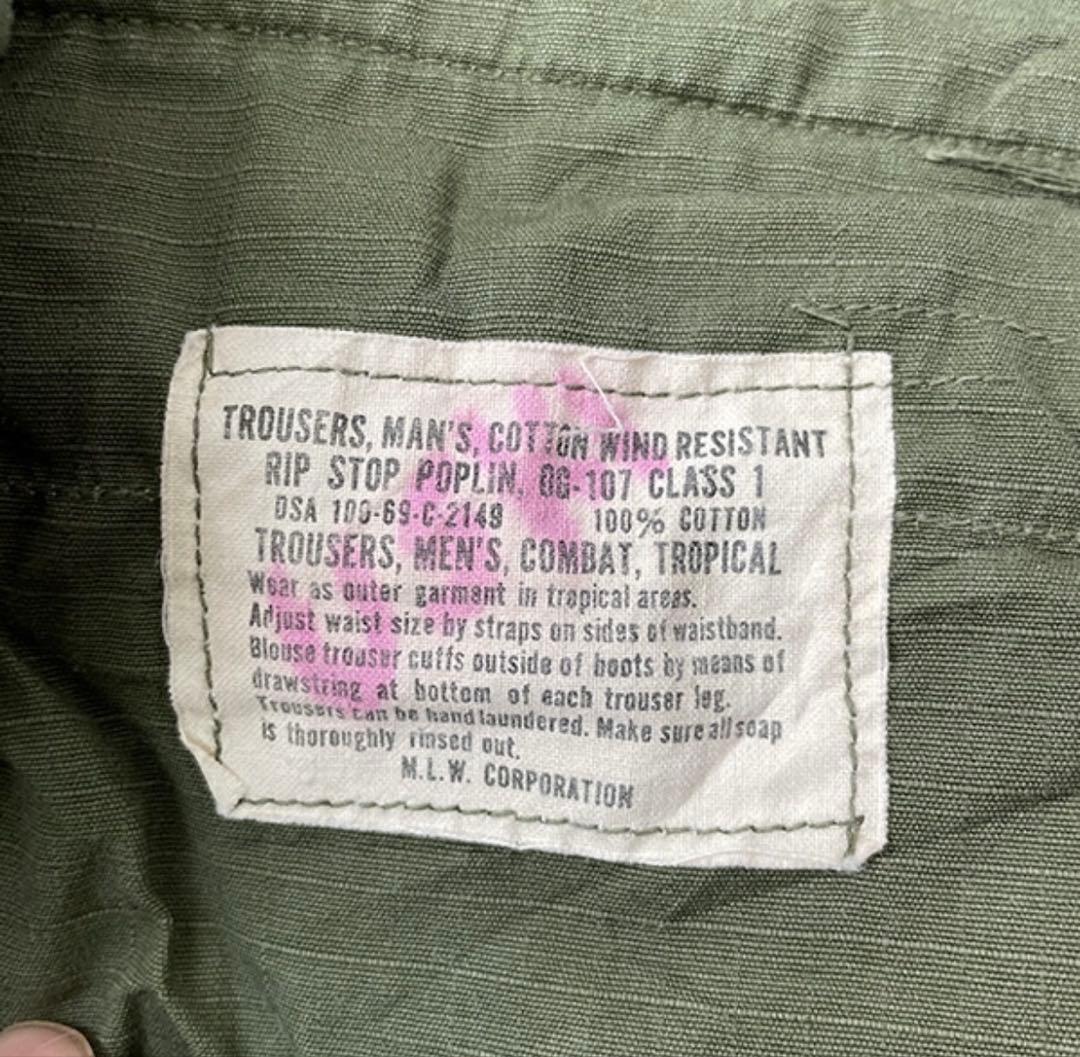 TROUSERS, MAN'S, COTTON WIND RESISTANT
RIP STOP POPLIN, OG-107 CLASS 1
DSA 100-69-C-2149 100% COTTON
TROUSERS, MEN'S, COMBAT, TROPICAL
Wear as outer garment in tropical areas.
Adjust waist size by straps on sides of waistband.
Blouse trouser cuffs outside of boots by means of
drawstring at bottom of each trouser leg.
Trousers can be hand laundered. Make sure all soap
is thoroughly rinsed out.
M.L.W. CORPORATION